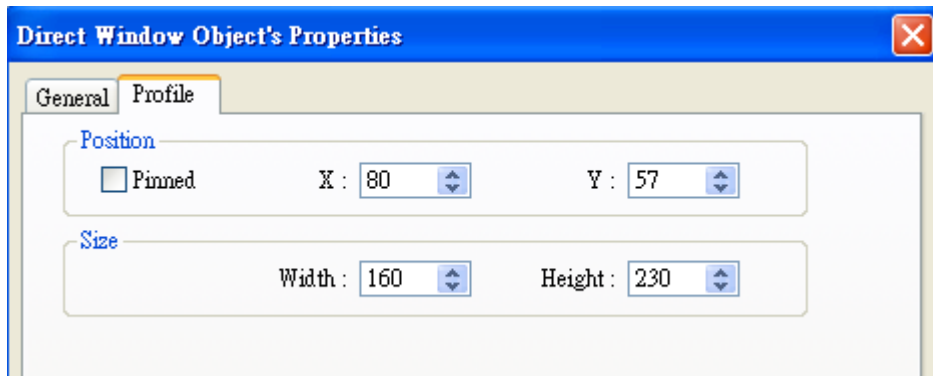 Direct Window Object's Properties
General Profile
Position
Pinned X : 80 Y : 57
Size
Width : 160 Height : 230